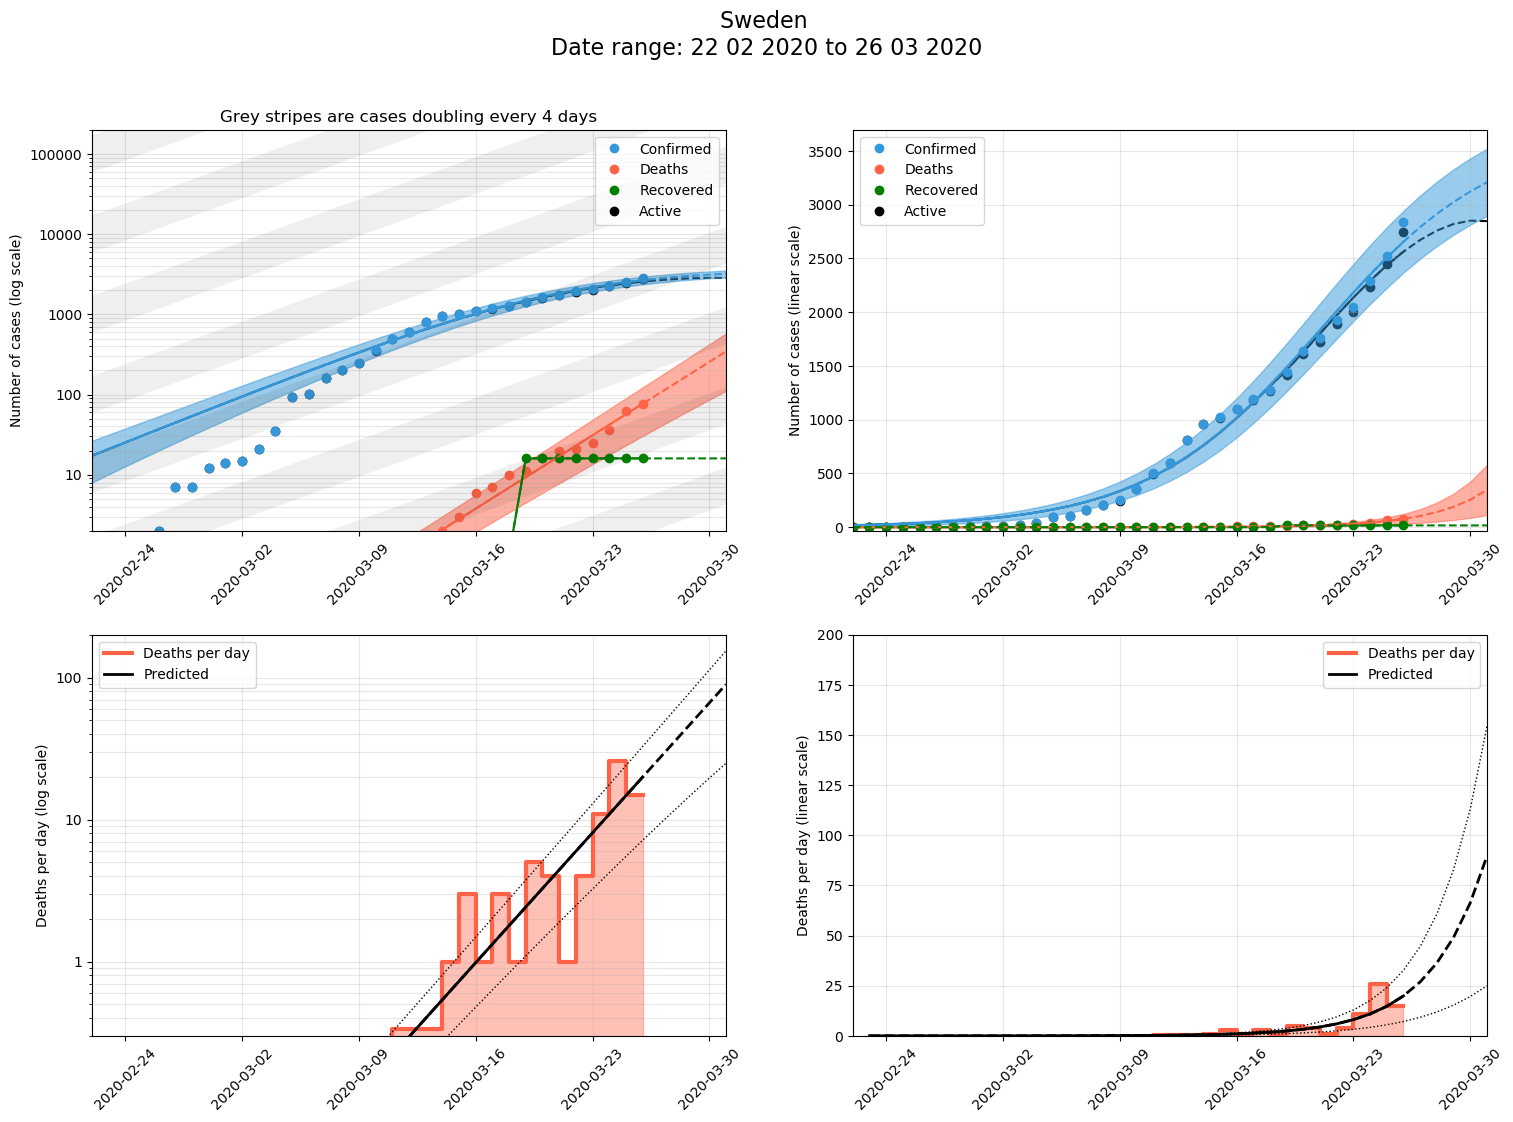 Sweden
Date range: 22 02 2020 to 26 03 2020
Grey stripes are cases doubling every 4 days
Number of cases (log scale)
100000
10000
1000
100
10
Confirmed
Deaths
Recovered
Active
2020-02-24
2020-03-02
2020-03-09
2020-03-16
2020-03-23
2020-03-30
Number of cases (linear scale)
3500
3000
2500
2000
1500
1000
500
0
Confirmed
Deaths
Recovered
Active
2020-02-24
2020-03-02
2020-03-09
2020-03-16
2020-03-23
2020-03-30
Deaths per day (log scale)
100
10
1
Deaths per day
Predicted
2020-02-24
2020-03-02
2020-03-09
2020-03-16
2020-03-23
2020-03-30
Deaths per day (linear scale)
200
175
150
125
100
75
50
25
0
Deaths per day
Predicted
2020-02-24
2020-03-02
2020-03-09
2020-03-16
2020-03-23
2020-03-30